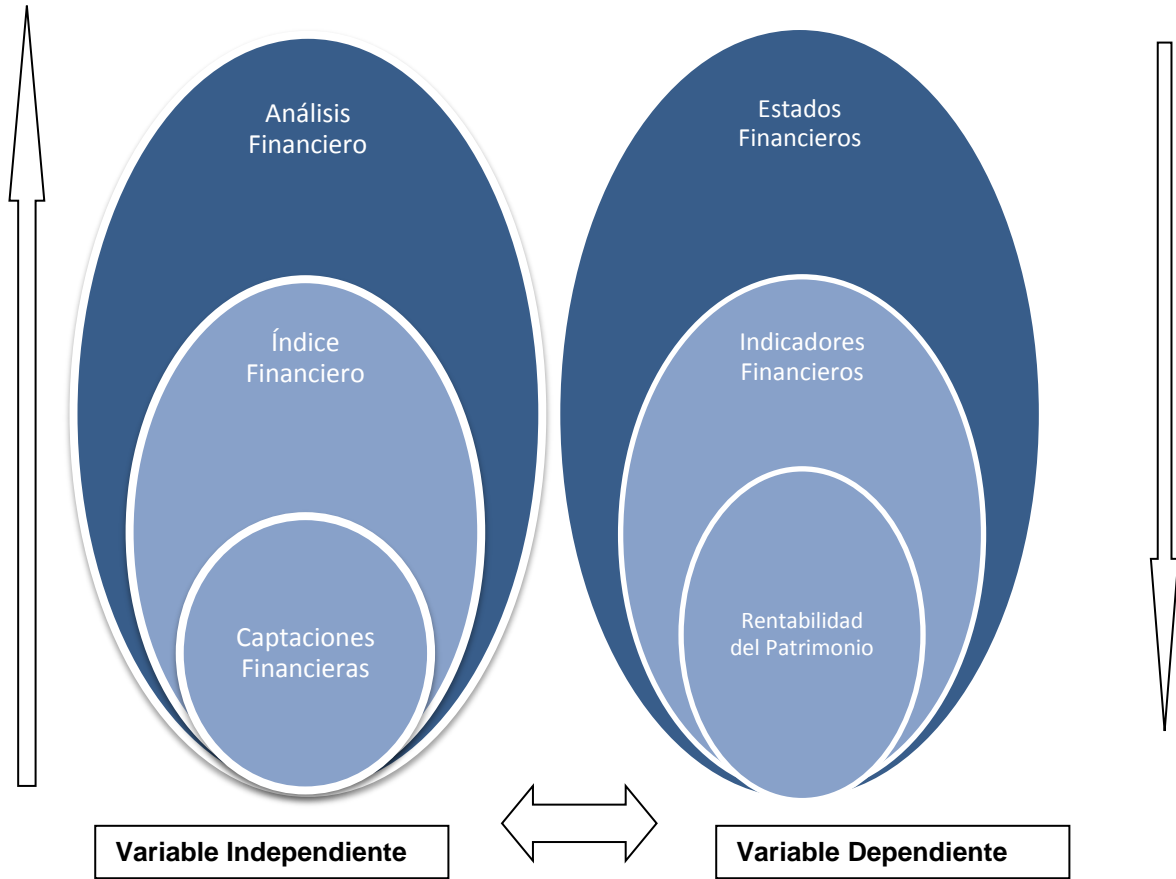 Análisis
Financiero
Índice
Financiero
Captaciones
Financieras
Variable Independiente
Estados
Financieros
Indicadores
Financieros
Rentabilidad
del Patrimonio
Variable Dependiente